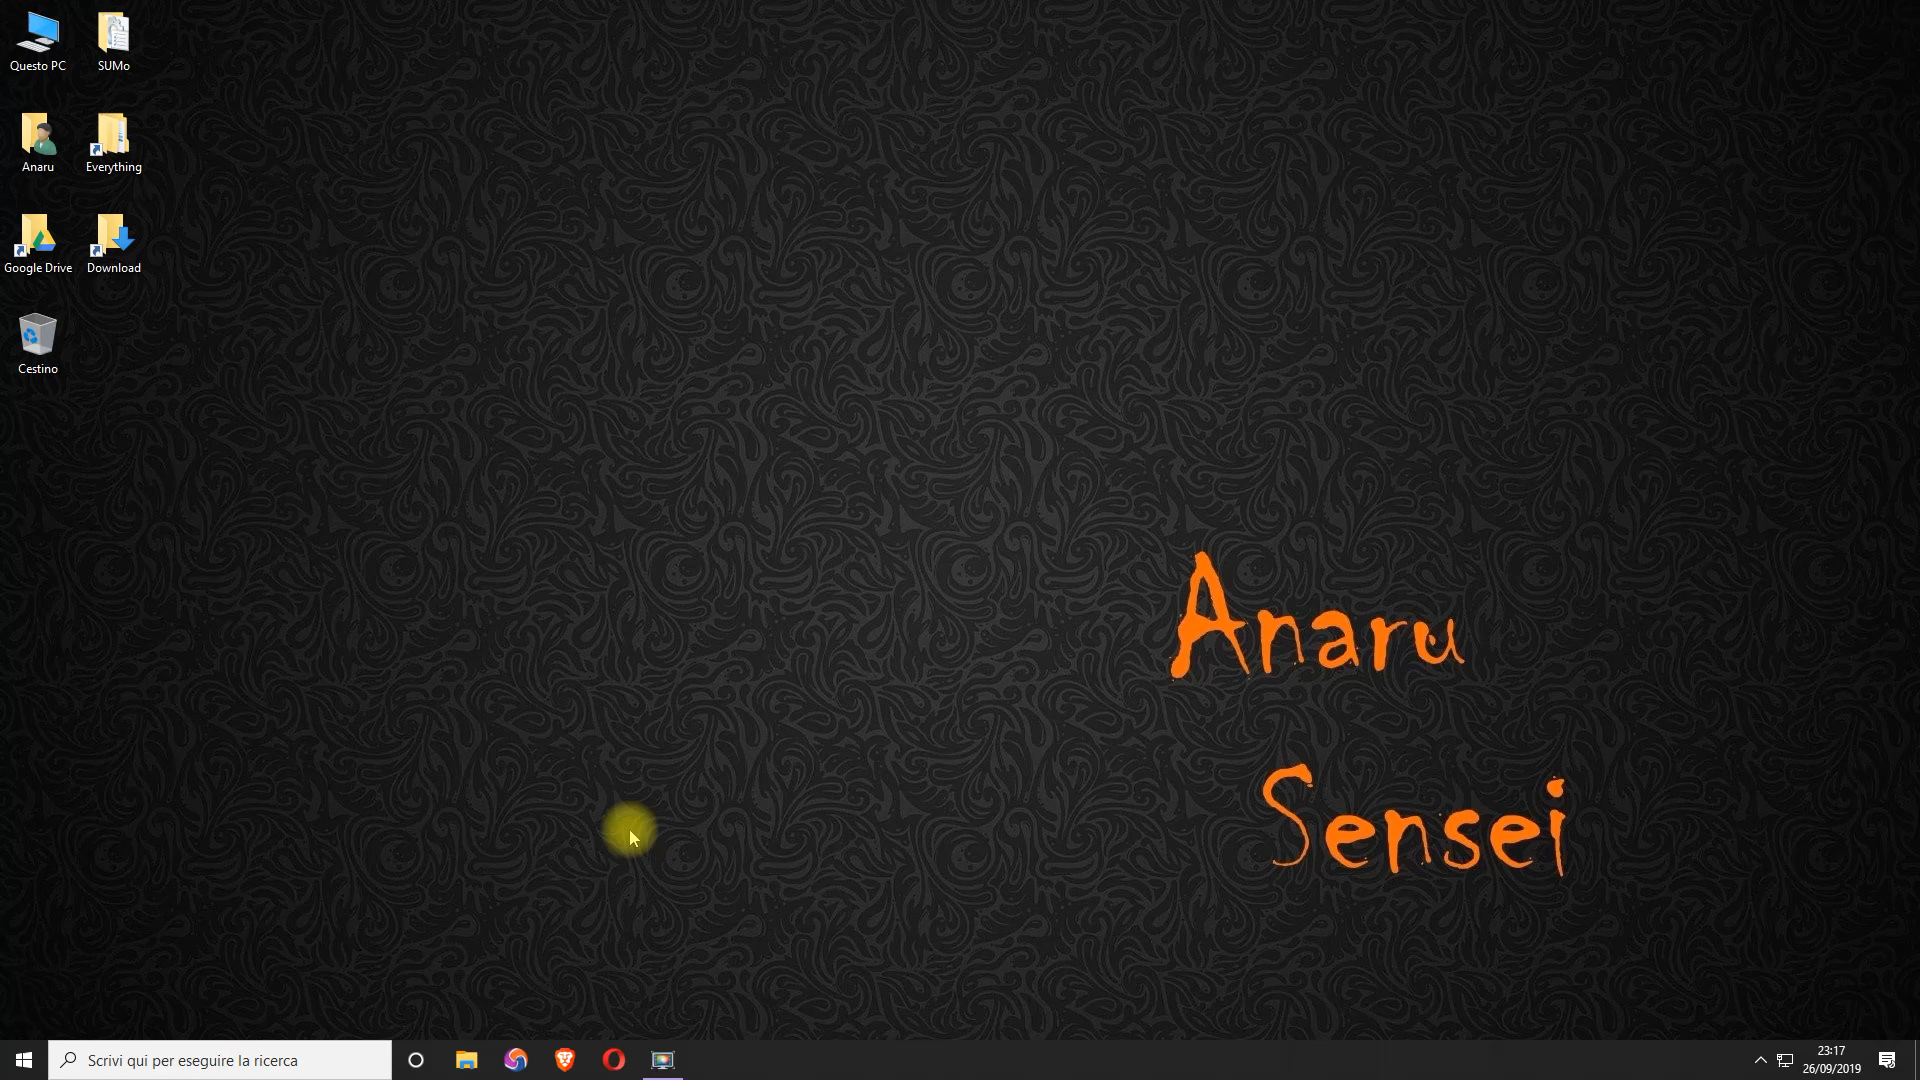 Questo PC
SUMo
Anaru
Everything
Google Drive
Download
Cestino
Anaru
Sensei
Scrivi qui per eseguire la ricerca
23:17
26/09/2019